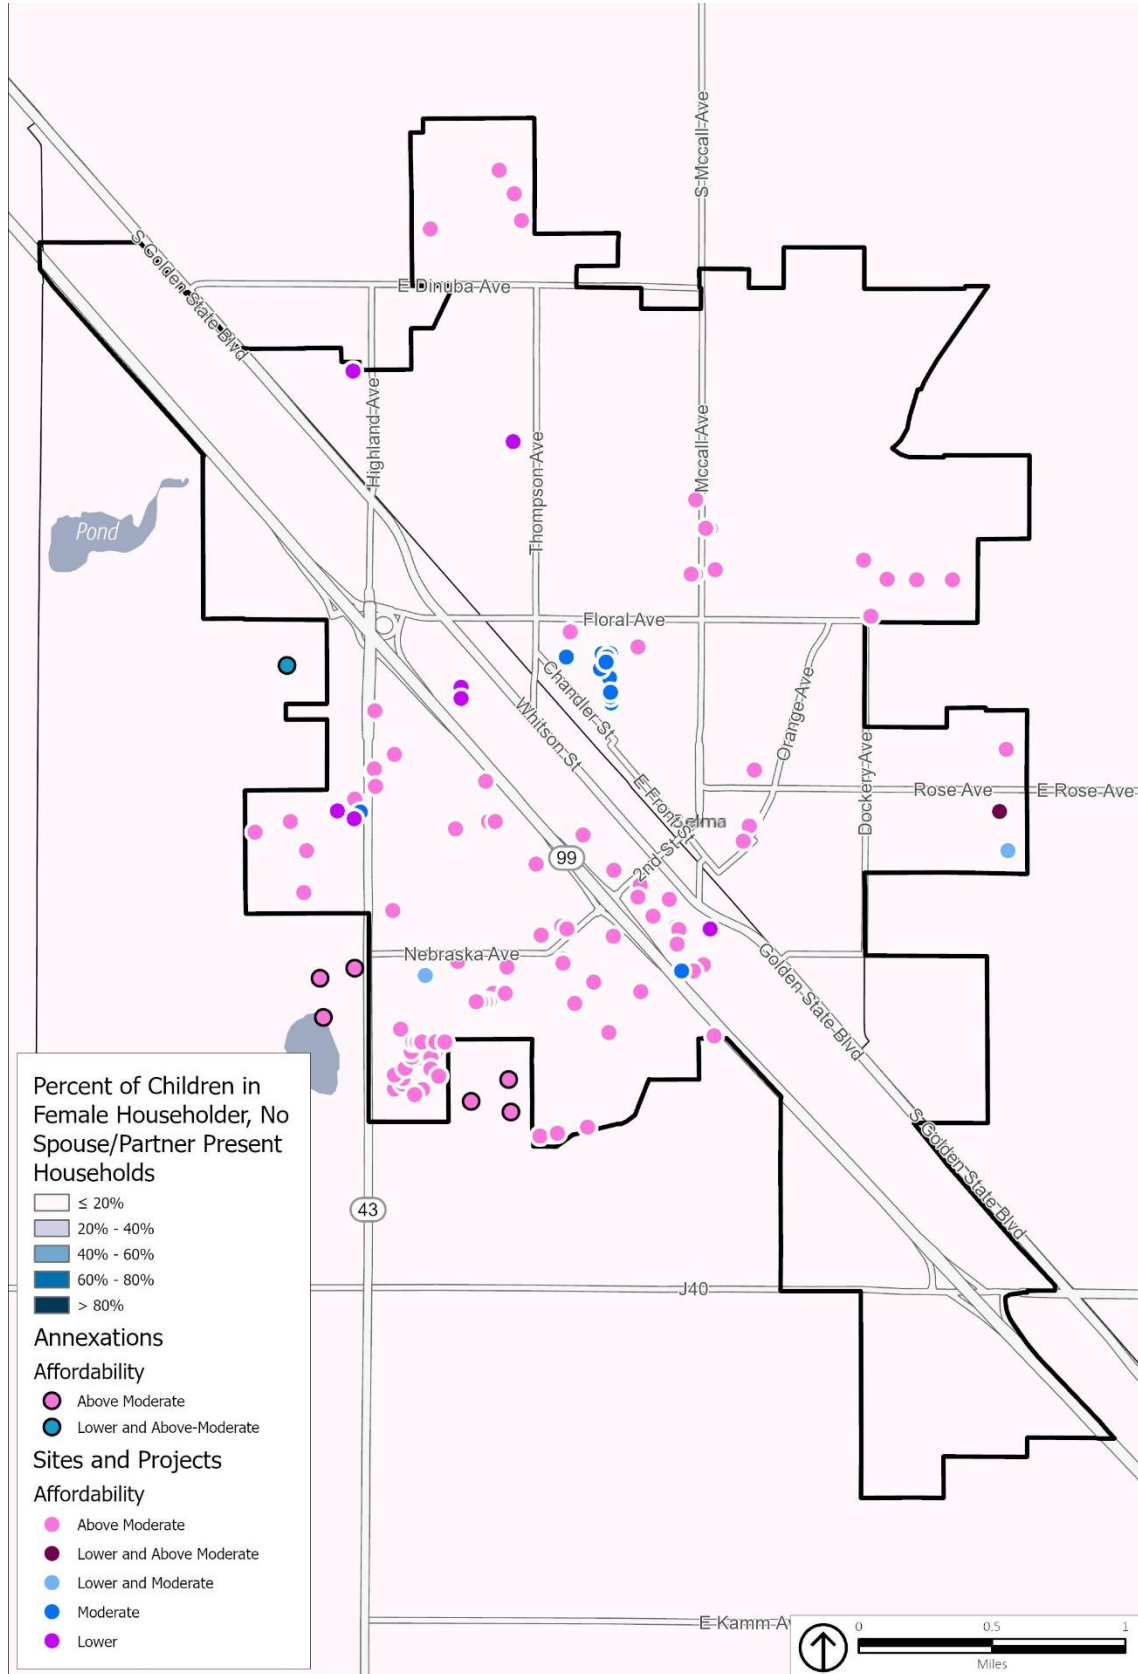 S Mccall Ave
S Golden State Blvd
E Dinuba Ave
Highland Ave
Thompson Ave
Mccall Ave
Pond
Floral Ave
Chandler St
Whitson St
E Front St
Orange Ave
Dockery Ave
Rose Ave
E Rose Ave
Selma
2nd St
99
Nebraska Ave
Golden State Blvd
S Golden State Blvd
43
J40
E Kamm Av
Percent of Children in
Female Householder, No
Spouse/Partner Present
Households
≤ 20%
20% - 40%
40% - 60%
60% - 80%
> 80%
Annexations
Affordability
Above Moderate
Lower and Above-Moderate
Sites and Projects
Affordability
Above Moderate
Lower and Above Moderate
Lower and Moderate
Moderate
Lower
0 0.5 1
Miles